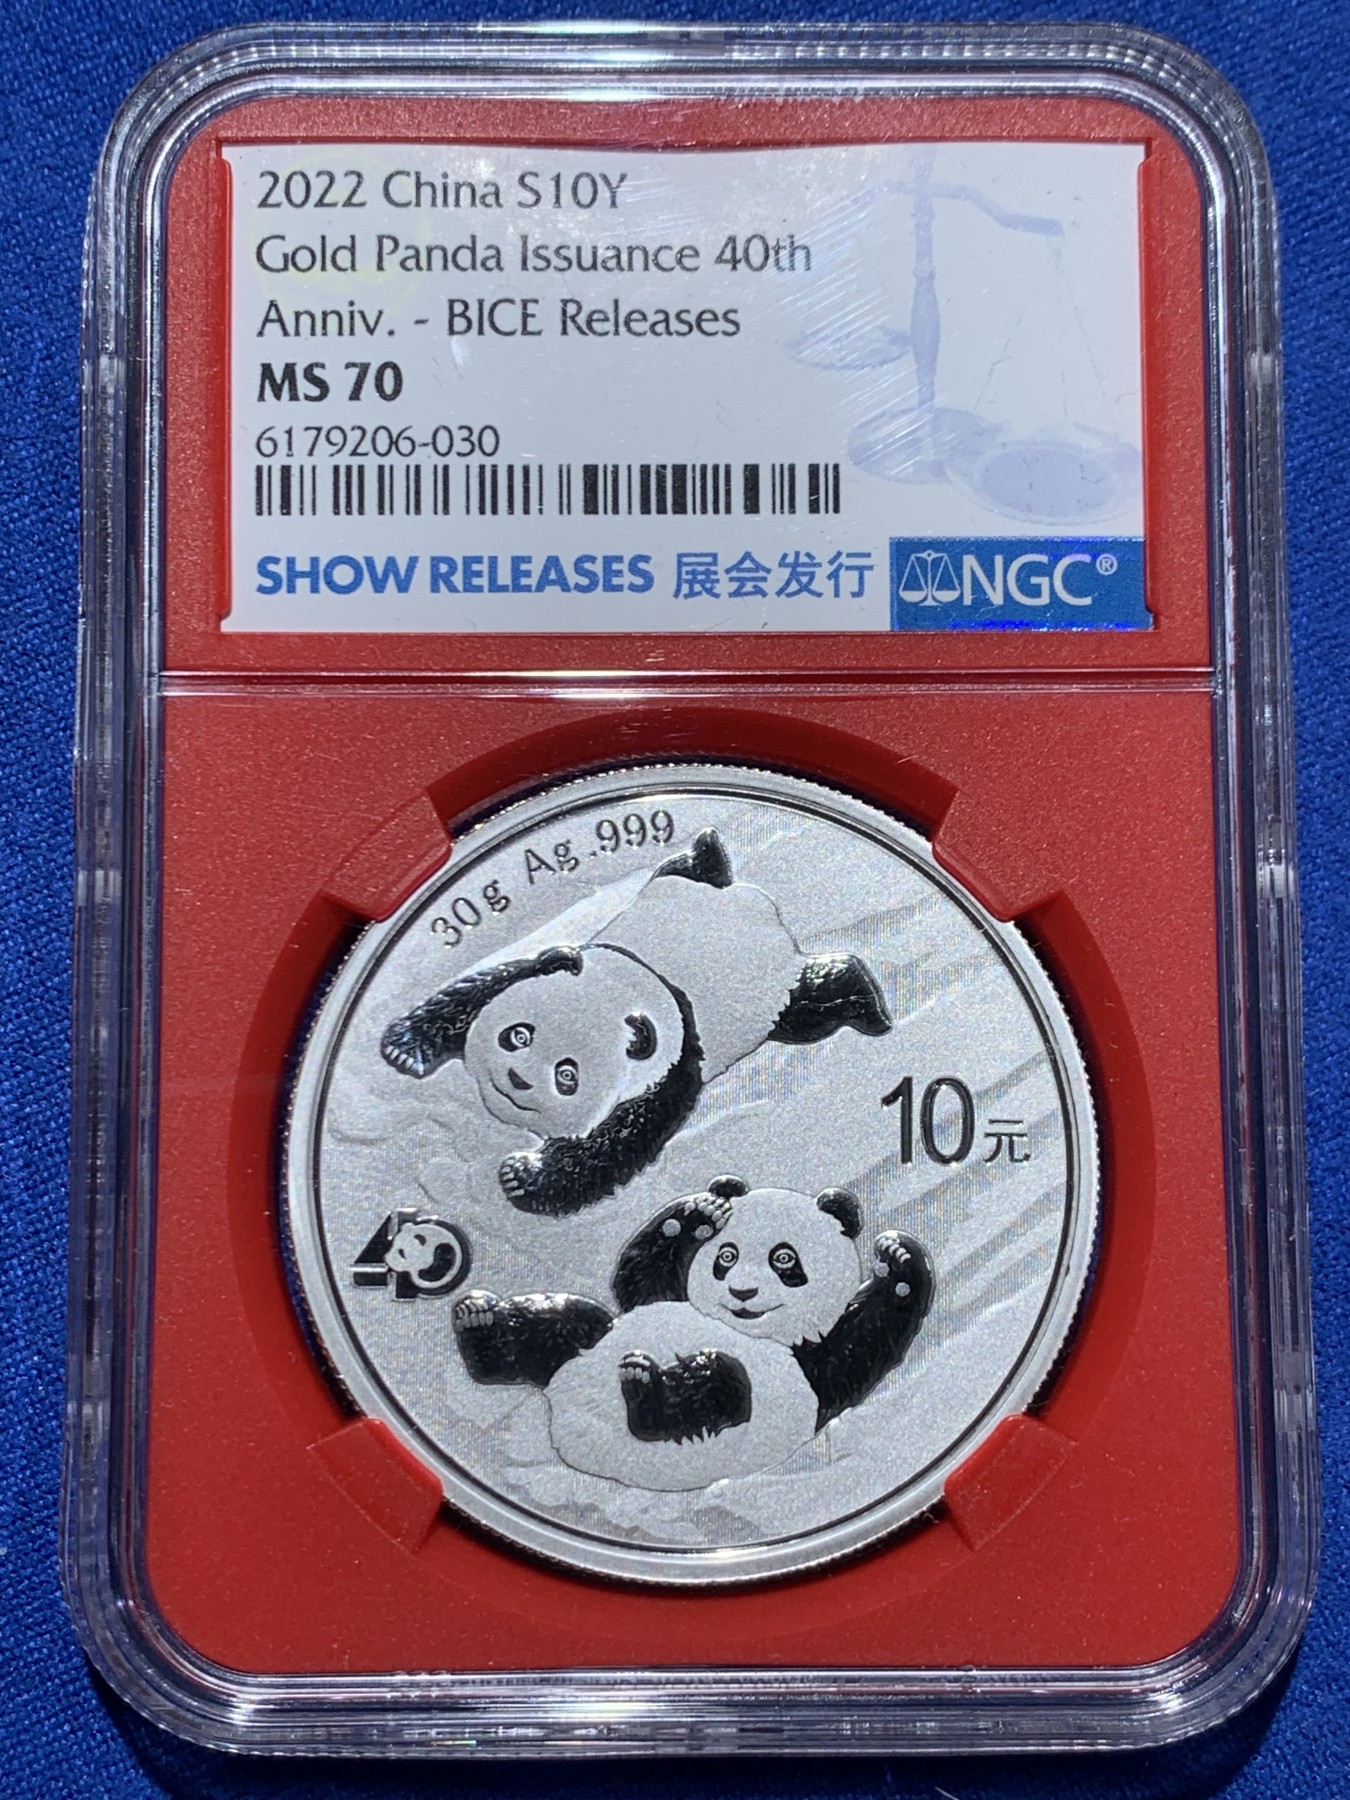 2022 China S10Y
Gold Panda Issuance 40th
Anniv. - BICE Releases
MS 70
6179206-030
SHOW RELEASES 展会发行 NGC®
30g Ag .999
10元
40